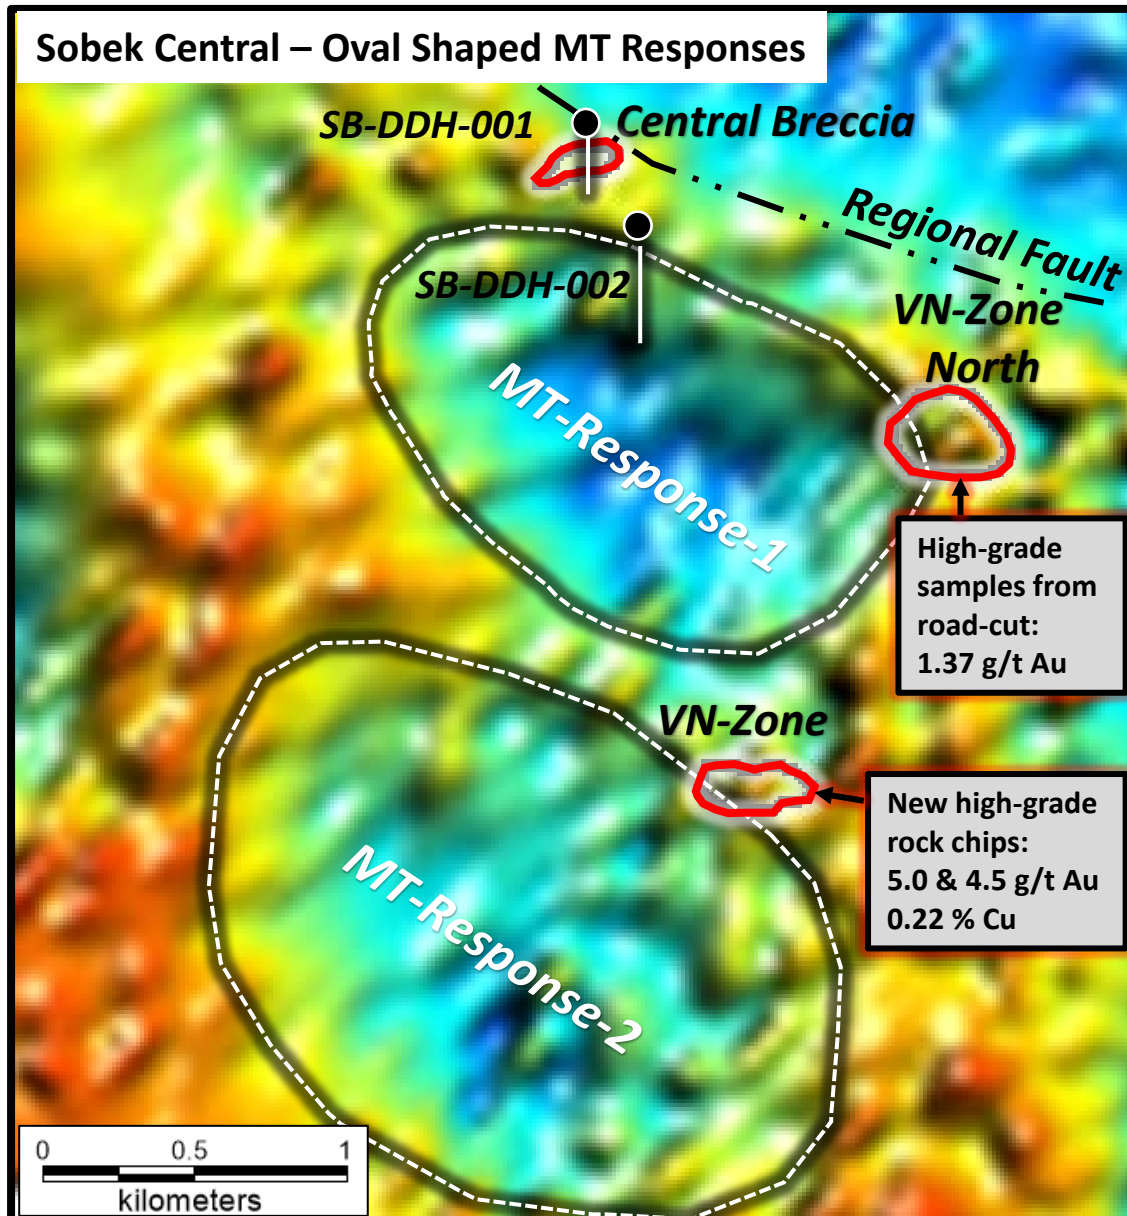 Sobek Central – Oval Shaped MT Responses
SB-DDH-001
Central Breccia
Regional Fault
SB-DDH-002
VN-Zone
North
MT-Response-1
High-grade
samples from
road-cut:
1.37 g/t Au
VN-Zone
New high-grade
rock chips:
5.0 & 4.5 g/t Au
0.22 % Cu
MT-Response-2
0 0.5 1
kilometers